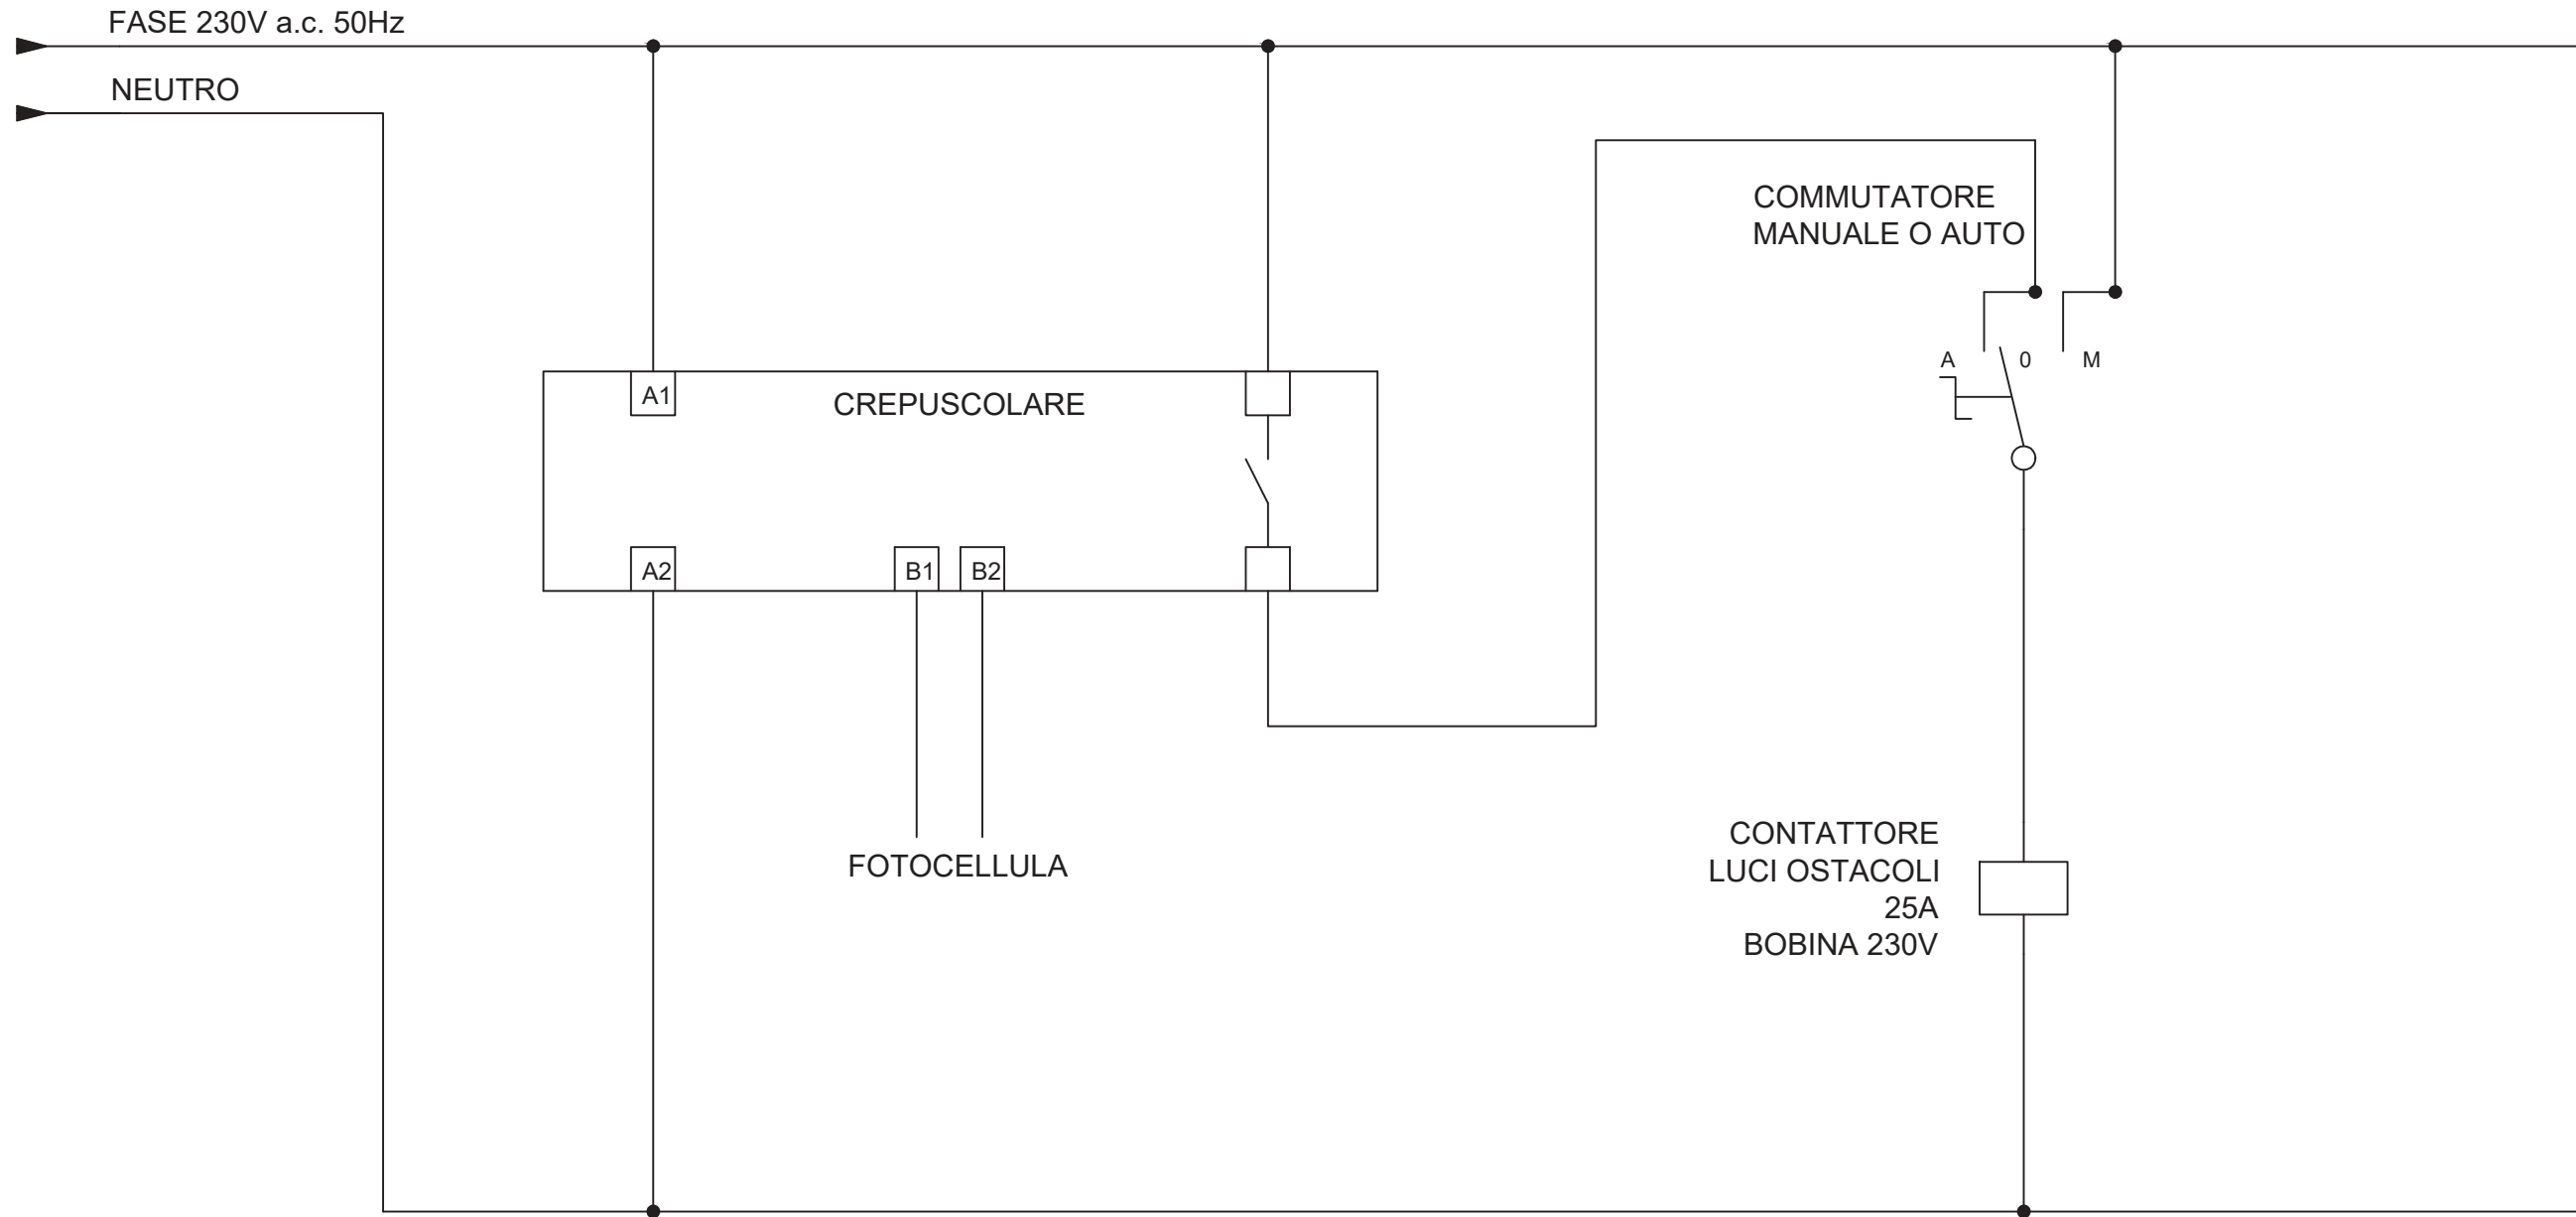 FASE 230V a.c. 50Hz
NEUTRO
COMMUTATORE
MANUALE O AUTO
A 0 M
A1
CREPUSCOLARE
A2
B1
B2
FOTOCELLULA
CONTATTORE
LUCI OSTACOLI
25A
BOBINA 230V